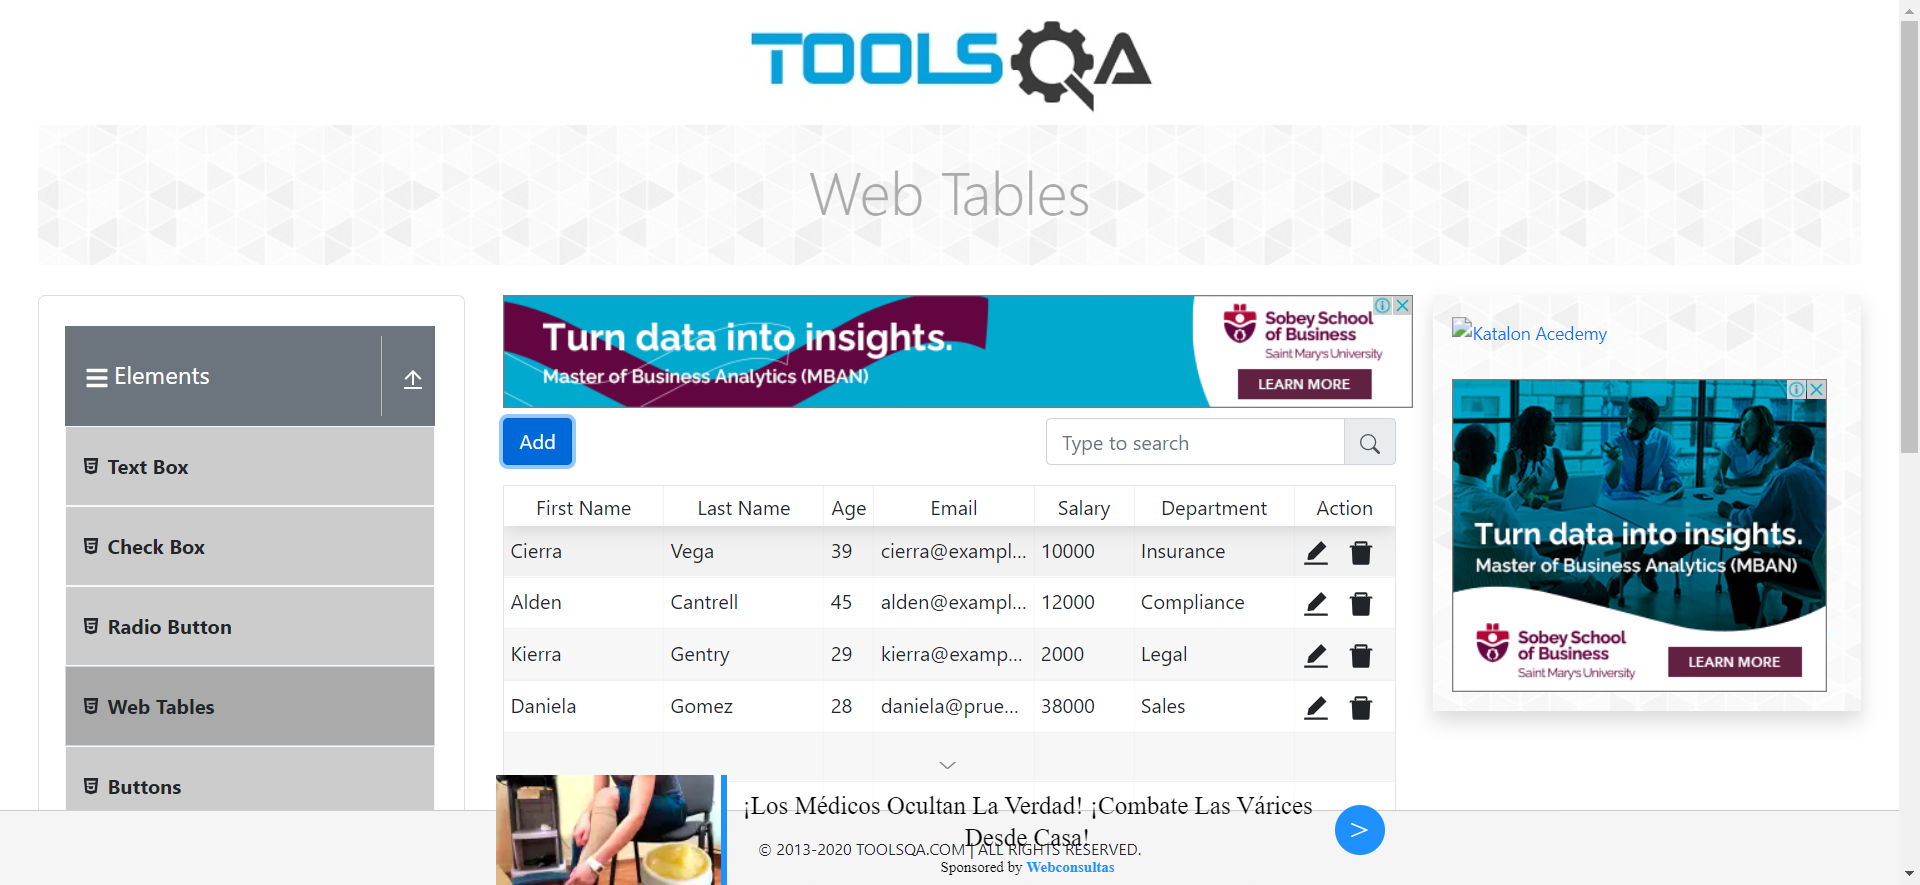 TOOLSQA
Web Tables
Elements
Text Box
Check Box
Radio Button
Web Tables
Buttons
Turn data into insights.
Master of Business Analytics (MBAN)
Sobey School
of Business
Saint Mary's University
LEARN MORE
Add
Type to search
First Name Last Name Age Email Salary Department Action
Cierra Vega 39 cierra@exampl... 10000 Insurance
Alden Cantrell 45 alden@exampl... 12000 Compliance
Kierra Gentry 29 kierra@examp... 2000 Legal
Daniela Gomez 28 daniela@prue... 38000 Sales
Katalon Acedemy
Turn data into insights.
Master of Business Analytics (MBAN)
Sobey School
of Business
Saint Mary's University
LEARN MORE
¡Los Médicos Ocultan La Verdad! ¡Combate Las Várices
Desde Casa!
© 2013-2020 TOOLSQA.COM | ALL RIGHTS RESERVED.
Sponsored by Webconsultas